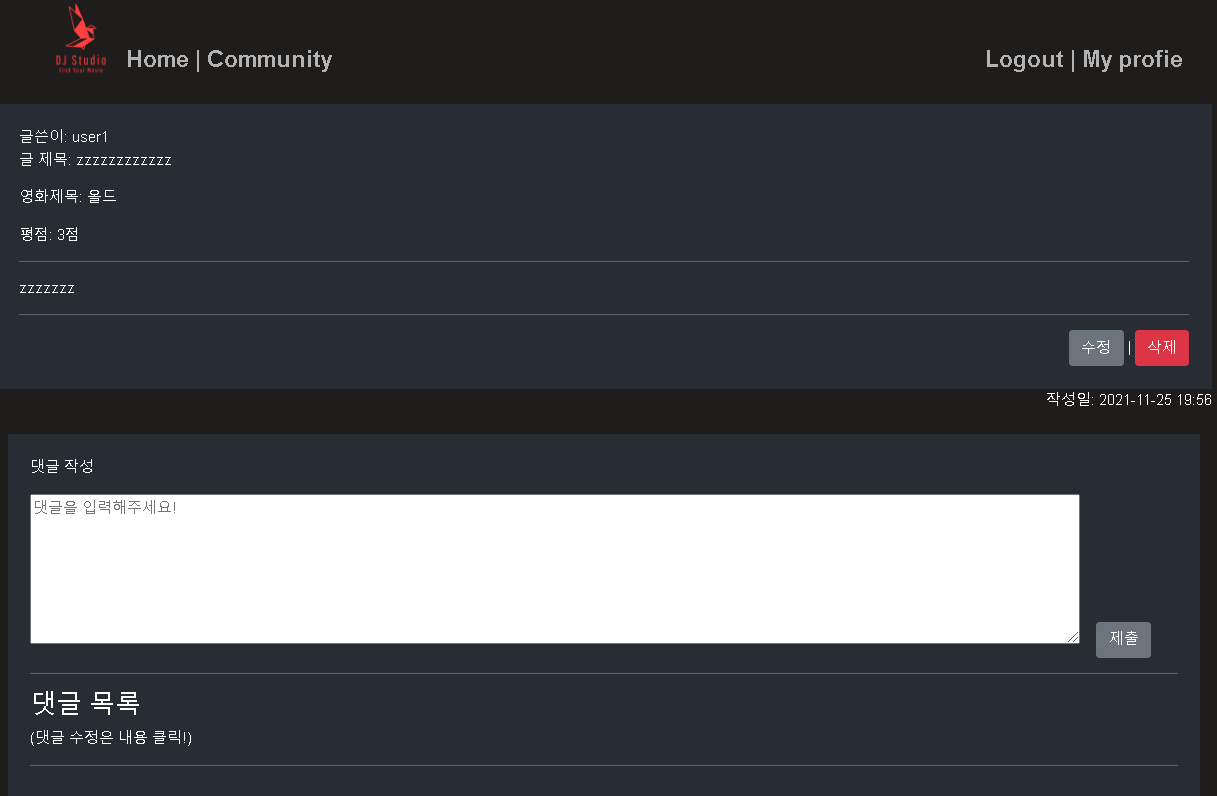 DJ Studio
Find Your Movie
Home | Community
Logout | My profie
글쓴이: user1
글 제목: zzzzzzzzzzzz
영화제목: 올드
평점: 3점
zzzzzzz
수정 | 삭제
작성일: 2021-11-25 19:56
댓글 작성
댓글을 입력해주세요!
제출
댓글 목록
(댓글 수정은 내용 클릭!)